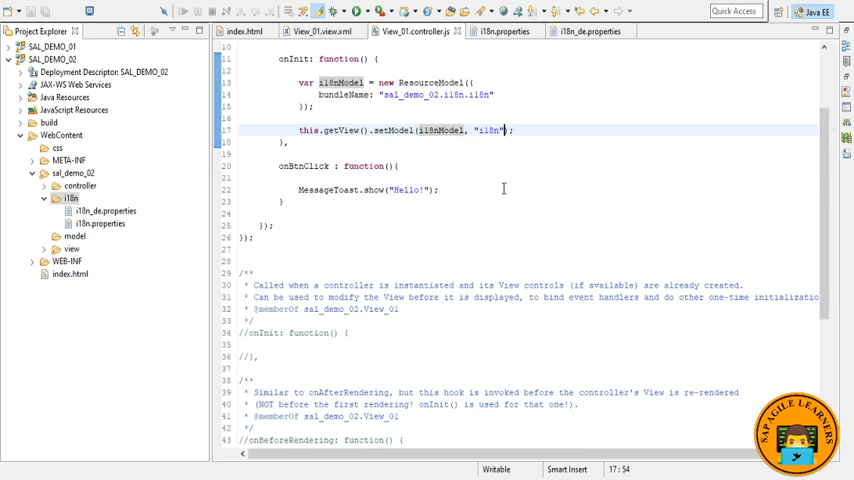 Quick Access
Java EE
Project Explorer
index.html
View_01.view.xml
View_01.controller.js
i18n.properties
i18n_de.properties
SAL_DEMO_01
SAL_DEMO_02
Deployment Descriptor: SAL_DEMO_02
JAX-WS Web Services
Java Resources
JavaScript Resources
build
WebContent
css
META-INF
sal_demo_02
controller
i18n
i18n_de.properties
i18n.properties
model
view
WEB-INF
index.html
10
11 onInit: function() {
12
13 var i18nModel = new ResourceModel({
14 bundleName: "sal_demo_02.i18n.i18n"
15 });
16
17 this.getView().setModel(i18nModel, "i18n");
18 },
19
20 onBtnClick : function(){
21
22 MessageToast.show("Hello!");
23 }
24
25 });
26 });
27
28
29 /**
30 * Called when a controller is instantiated and its View controls (if available) are already created.
31 * Can be used to modify the View before it is displayed, to bind event handlers and do other one-time initializatio
32 * @memberOf sal_demo_02.View_01
33 */
34 //onInit: function() {
35
36 //},
37
38 /**
39 * Similar to onAfterRendering, but this hook is invoked before the controller's View is re-rendered
40 * (NOT before the first rendering! onInit() is used for that one!).
41 * @memberOf sal_demo_02.View_01
42 */
43 //onBeforeRendering: function() {
Writable
Smart Insert
17 : 54
SAP AGILE LEARNERS